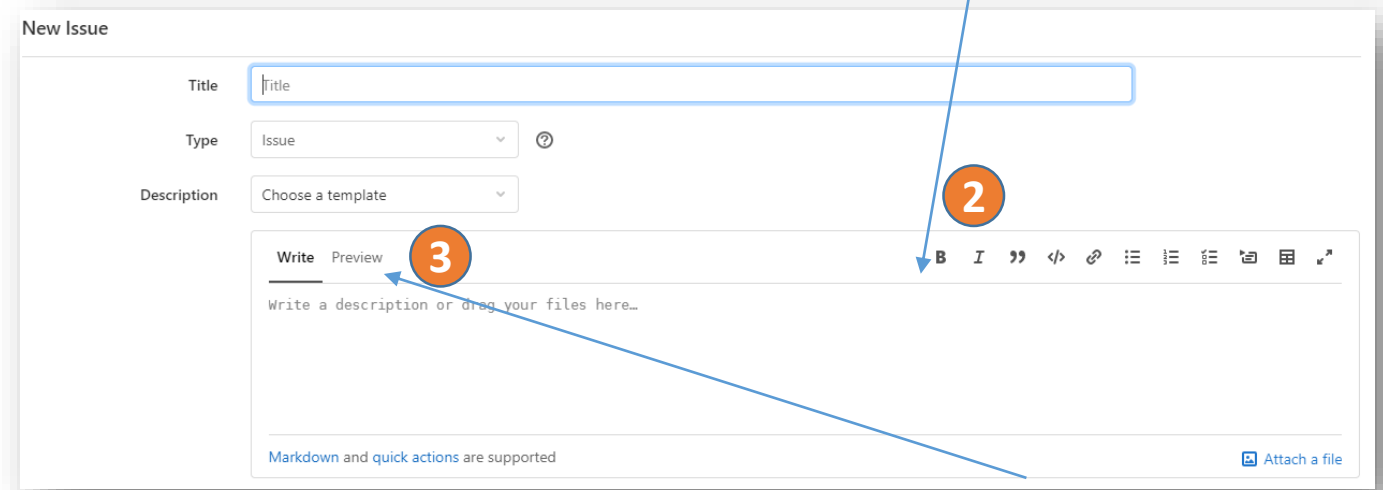 New Issue
Title
Title
Type
Issue
Description
Choose a template
2
Write Preview
3
B I
Write a description or drag your files here…
Markdown and quick actions are supported
Attach a file